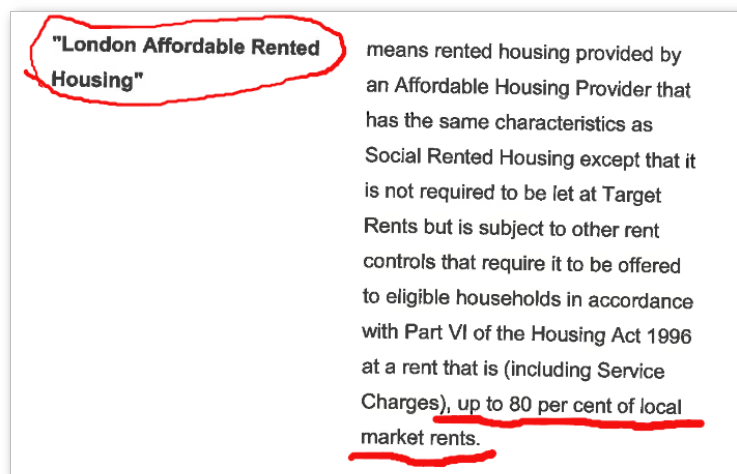 "London Affordable Rented
Housing"
means rented housing provided by
an Affordable Housing Provider that
has the same characteristics as
Social Rented Housing except that it
is not required to be let at Target
Rents but is subject to other rent
controls that require it to be offered
to eligible households in accordance
with Part VI of the Housing Act 1996
at a rent that is (including Service
Charges), up to 80 per cent of local
market rents.